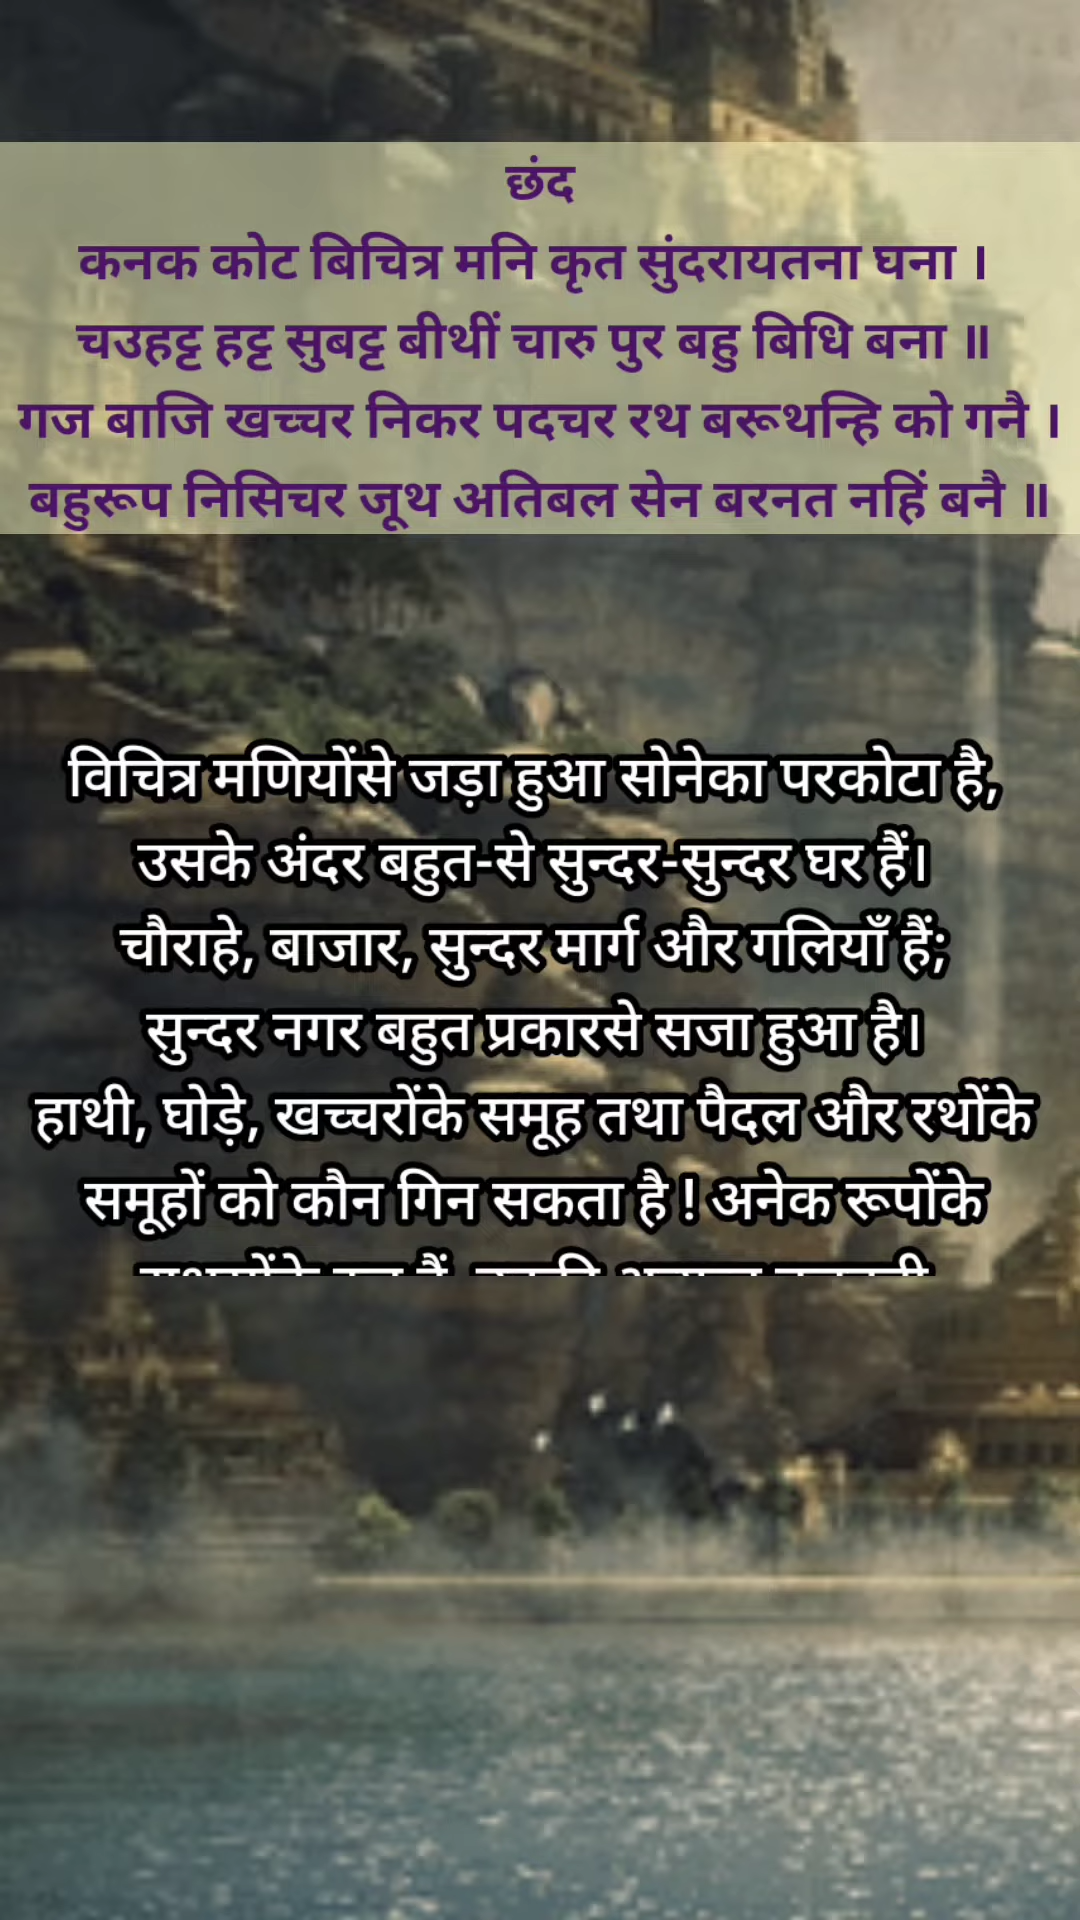 छंद
कनक कोट बिचित्र मनि कृत सुंदरायतना घना ।
चउहट्ट हट्ट सुबट्ट बीथीं चारु पुर बहु बिधि बना ॥
गज बाजि खच्चर निकर पदचर रथ बरूथन्हि को गनै ।
बहुरूप निसिचर जूथ अतिबल सेन बरनत नहिं बनै ॥
विचित्र मणियोंसे जड़ा हुआ सोनेका परकोटा है,
उसके अंदर बहुत-से सुन्दर-सुन्दर घर हैं।
चौराहे, बाजार, सुन्दर मार्ग और गलियाँ हैं;
सुन्दर नगर बहुत प्रकारसे सजा हुआ है।
हाथी, घोड़े, खच्चरोंके समूह तथा पैदल और रथोंके
समूहों को कौन गिन सकता है ! अनेक रूपोंके